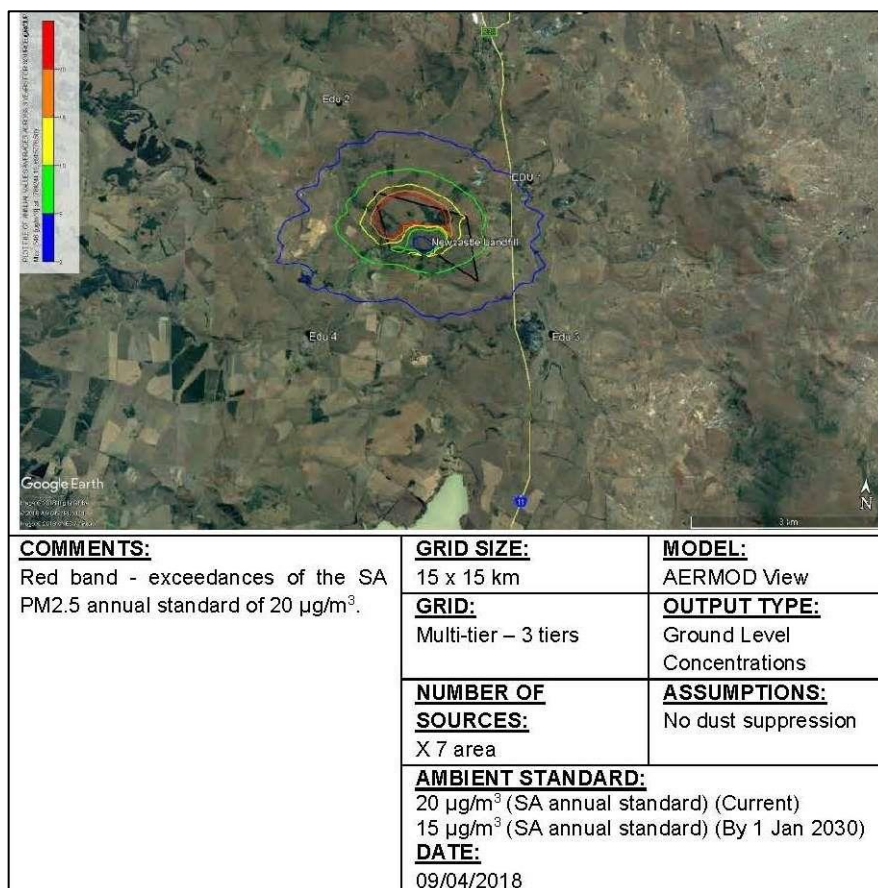 Edu 2
EDU 1
Newcastle Landfill
Edu 4
Edu 3
11
Google Earth
N
3 km
COMMENTS:
Red band - exceedances of the SA
PM2.5 annual standard of 20 µg/m³.
GRID SIZE:
15 x 15 km
MODEL:
AERMOD View
GRID:
Multi-tier – 3 tiers
OUTPUT TYPE:
Ground Level
Concentrations
NUMBER OF
SOURCES:
X 7 area
ASSUMPTIONS:
No dust suppression
AMBIENT STANDARD:
20 µg/m³ (SA annual standard) (Current)
15 µg/m³ (SA annual standard) (By 1 Jan 2030)
DATE:
09/04/2018